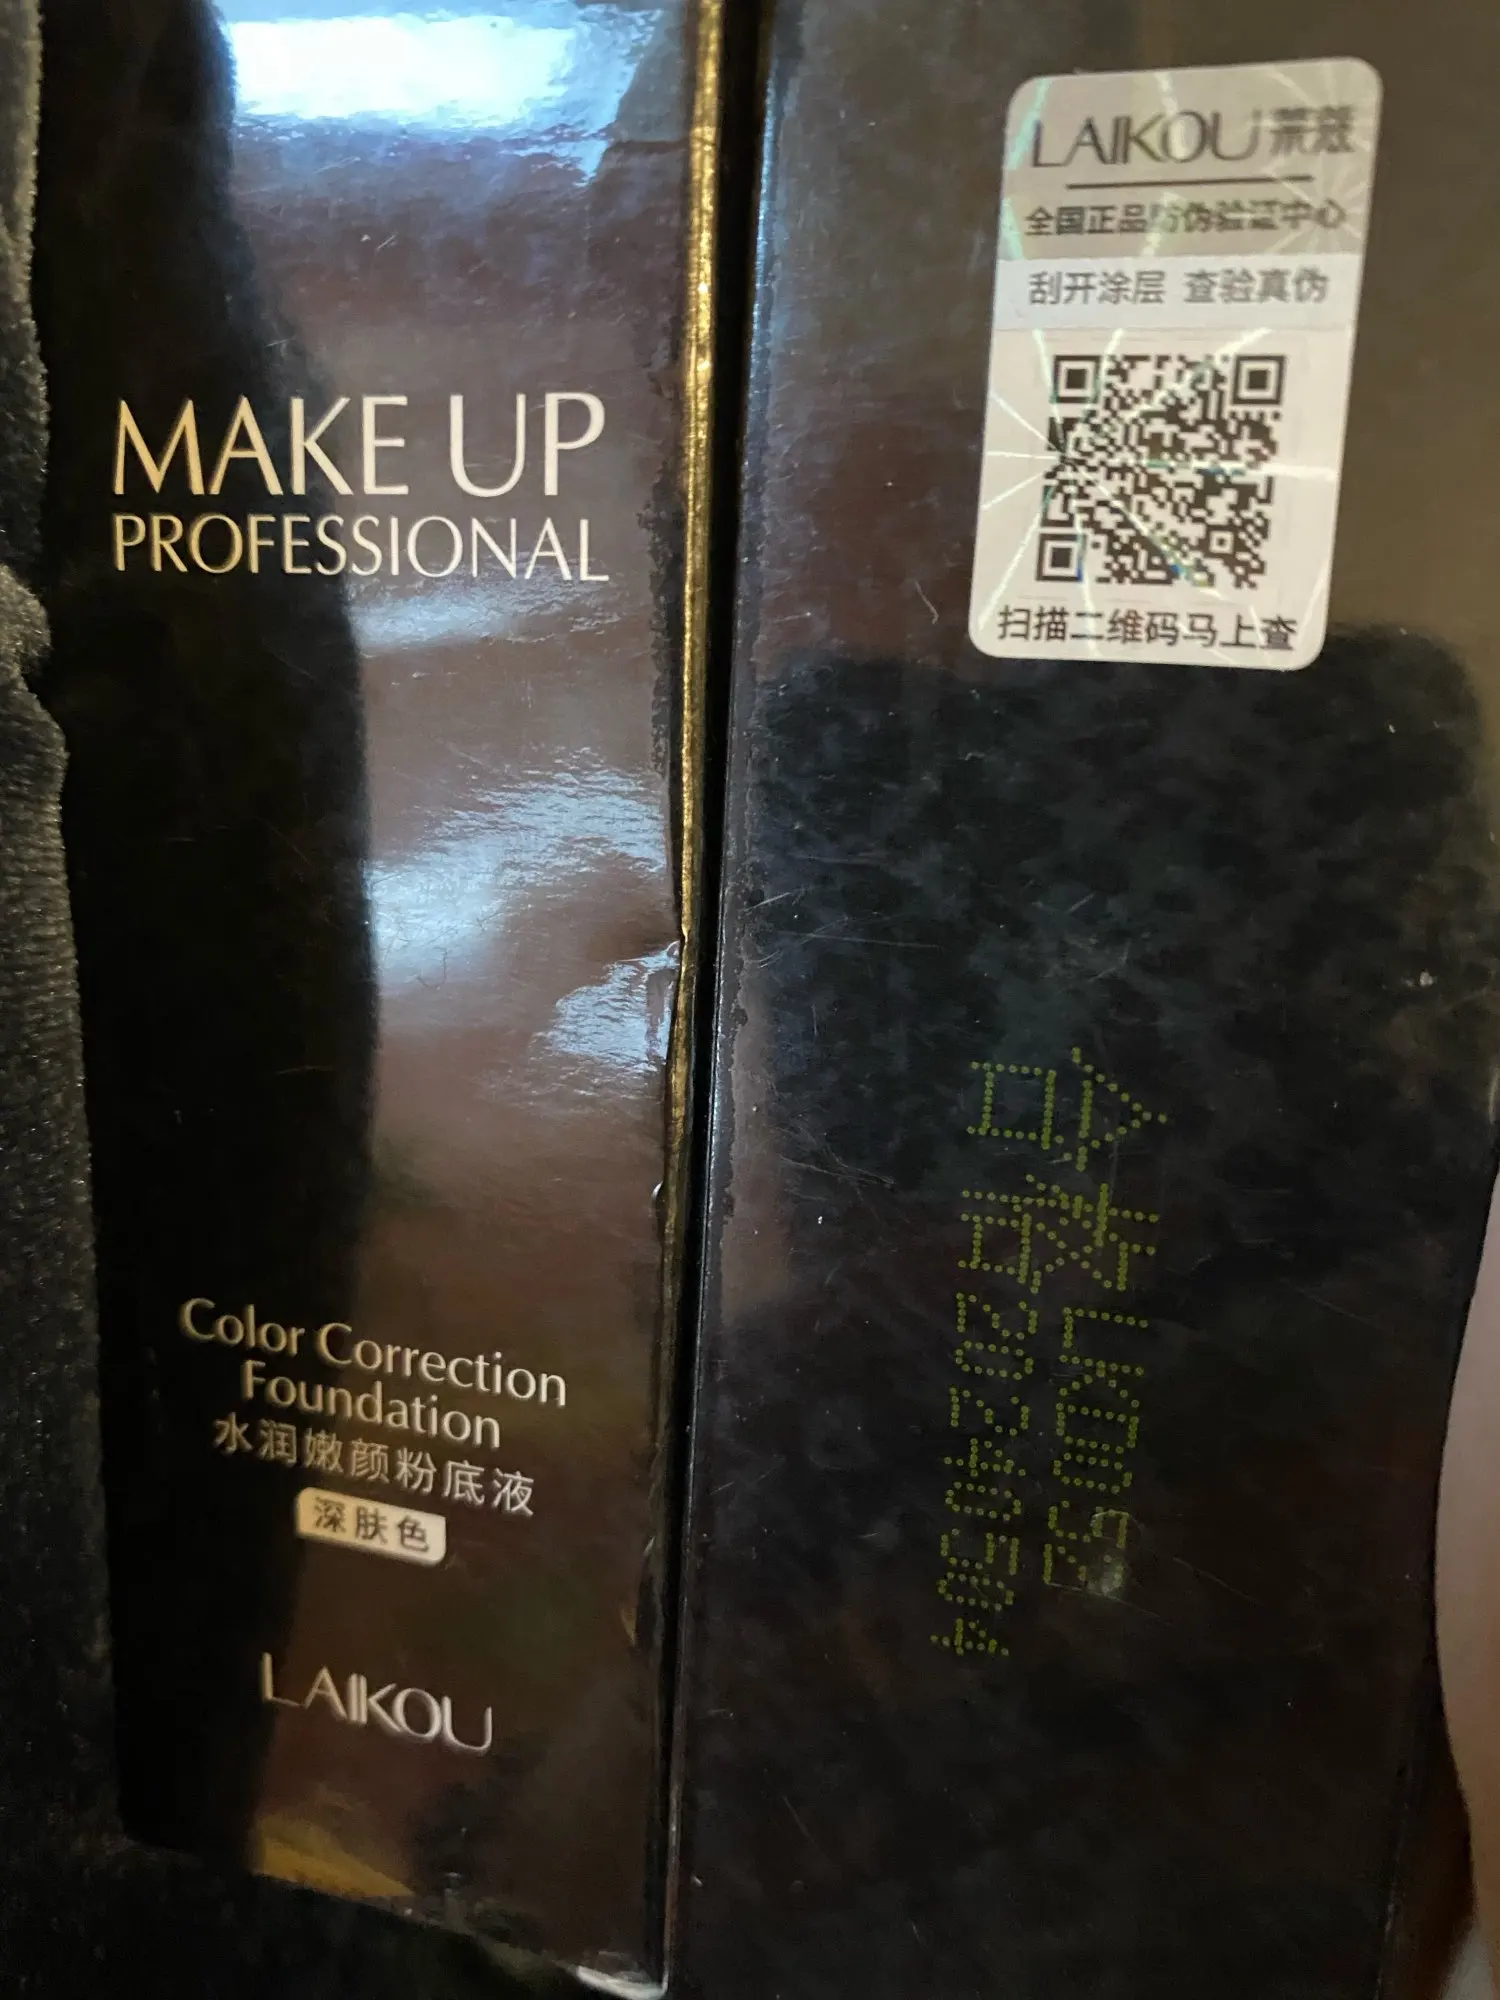 MAKE UP
PROFESSIONAL
Color Correction
Foundation
水润嫩颜粉底液
深肤色
LAIKOU
LAIKOU莱蔻
全国正品防伪验证中心
刮开涂层 查验真伪
扫描二维码马上查
20240504